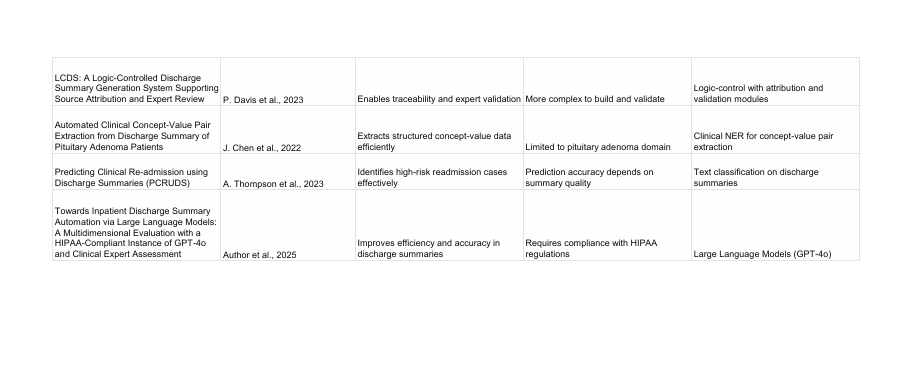 LCDS: A Logic-Controlled Discharge
Summary Generation System Supporting
Source Attribution and Expert Review
P. Davis et al., 2023
Enables traceability and expert validation
More complex to build and validate
Logic-control with attribution and
validation modules
Automated Clinical Concept-Value Pair
Extraction from Discharge Summary of
Pituitary Adenoma Patients
J. Chen et al., 2022
Extracts structured concept-value data
efficiently
Limited to pituitary adenoma domain
Clinical NER for concept-value pair
extraction
Predicting Clinical Re-admission using
Discharge Summaries (PCRUDS)
A. Thompson et al., 2023
Identifies high-risk readmission cases
effectively
Prediction accuracy depends on
summary quality
Text classification on discharge
summaries
Towards Inpatient Discharge Summary
Automation via Large Language Models:
A Multidimensional Evaluation with a
HIPAA-Compliant Instance of GPT-4o
and Clinical Expert Assessment
Author et al., 2025
Improves efficiency and accuracy in
discharge summaries
Requires compliance with HIPAA
regulations
Large Language Models (GPT-4o)